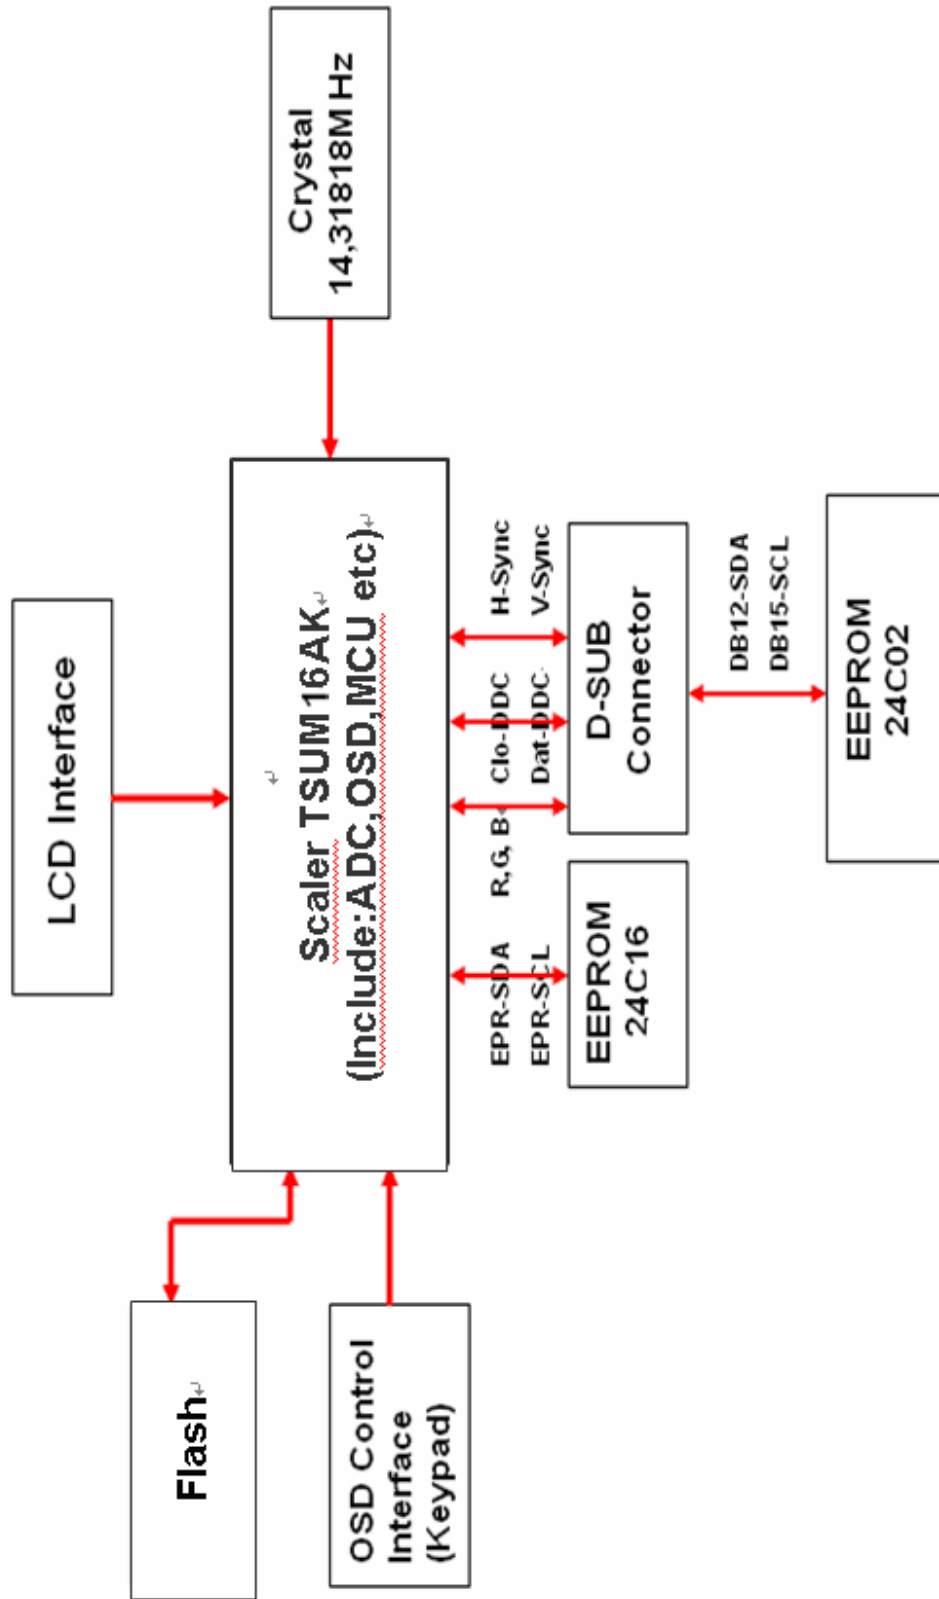 Flash
LCD Interface
Crystal
14,31818MHz
OSD Control
Interface
(Keypad)
Scaler TSUM16AK
(Include:ADC,OSD,MCU etc)
EPR-SDA
EPR-SCL
R,G, B
Clo-DDC
Dat-DDC
H-Sync
V-Sync
EEPROM
24C16
D-SUB
Connector
DB12-SDA
DB15-SCL
EEPROM
24C02